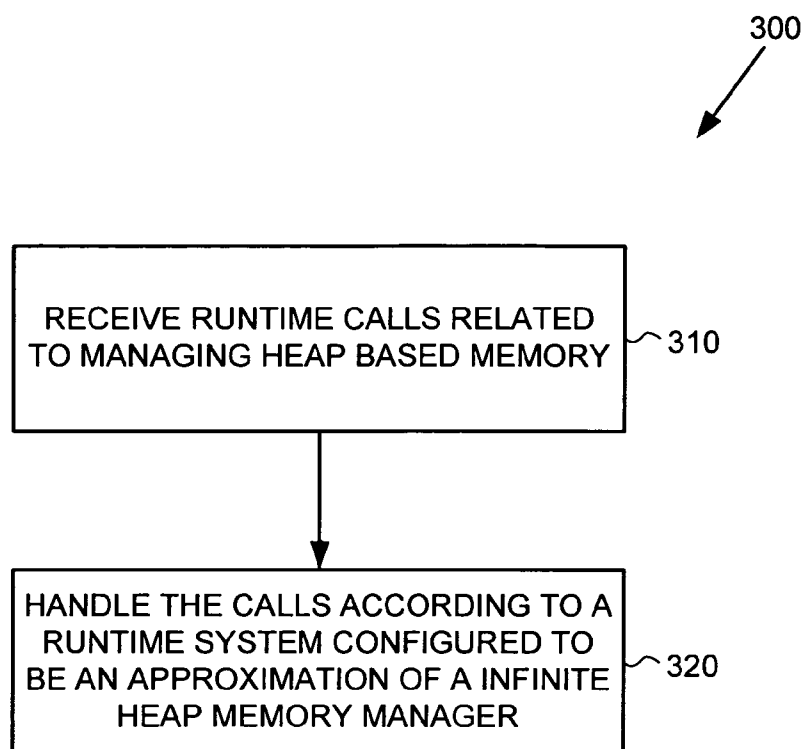 300
RECEIVE RUNTIME CALLS RELATED
TO MANAGING HEAP BASED MEMORY
310
HANDLE THE CALLS ACCORDING TO A
RUNTIME SYSTEM CONFIGURED TO
BE AN APPROXIMATION OF A INFINITE
HEAP MEMORY MANAGER
320